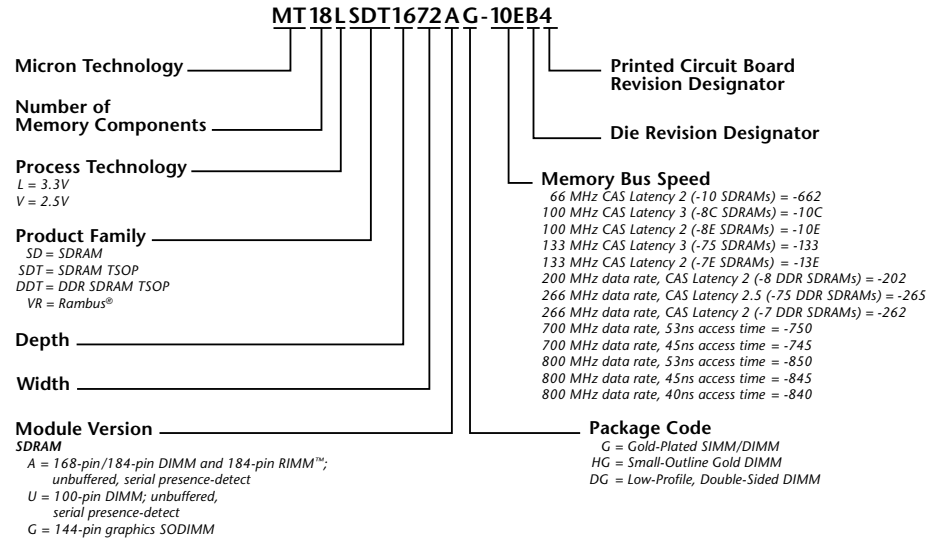 MT18LSDT1672AG-10EB4
Micron Technology
Number of
Memory Components
Process Technology
L = 3.3V
V = 2.5V
Product Family
SD = SDRAM
SDT = SDRAM TSOP
DDT = DDR SDRAM TSOP
VR = Rambus®
Depth
Width
Module Version
SDRAM
A = 168-pin/184-pin DIMM and 184-pin RIMM™;
unbuffered, serial presence-detect
U = 100-pin DIMM; unbuffered,
serial presence-detect
G = 144-pin graphics SODIMM
Printed Circuit Board
Revision Designator
Die Revision Designator
Memory Bus Speed
66 MHz CAS Latency 2 (-10 SDRAMs) = -662
100 MHz CAS Latency 3 (-8C SDRAMs) = -10C
100 MHz CAS Latency 2 (-8E SDRAMs) = -10E
133 MHz CAS Latency 3 (-75 SDRAMs) = -133
133 MHz CAS Latency 2 (-7E SDRAMs) = -13E
200 MHz data rate, CAS Latency 2 (-8 DDR SDRAMs) = -202
266 MHz data rate, CAS Latency 2.5 (-75 DDR SDRAMs) = -265
266 MHz data rate, CAS Latency 2 (-7 DDR SDRAMs) = -262
700 MHz data rate, 53ns access time = -750
700 MHz data rate, 45ns access time = -745
800 MHz data rate, 53ns access time = -850
800 MHz data rate, 45ns access time = -845
800 MHz data rate, 40ns access time = -840
Package Code
G = Gold-Plated SIMM/DIMM
HG = Small-Outline Gold DIMM
DG = Low-Profile, Double-Sided DIMM